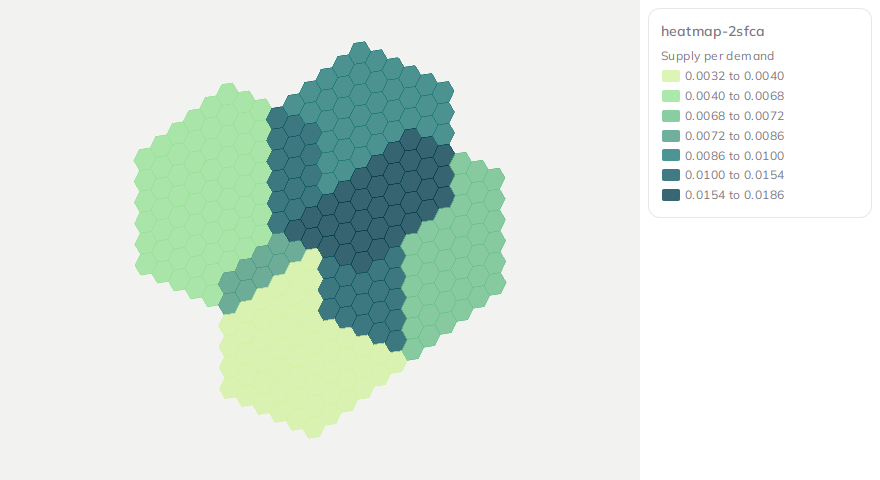 heatmap-2sfca
Supply per demand
0.0032 to 0.0040
0.0040 to 0.0068
0.0068 to 0.0072
0.0072 to 0.0086
0.0086 to 0.0100
0.0100 to 0.0154
0.0154 to 0.0186